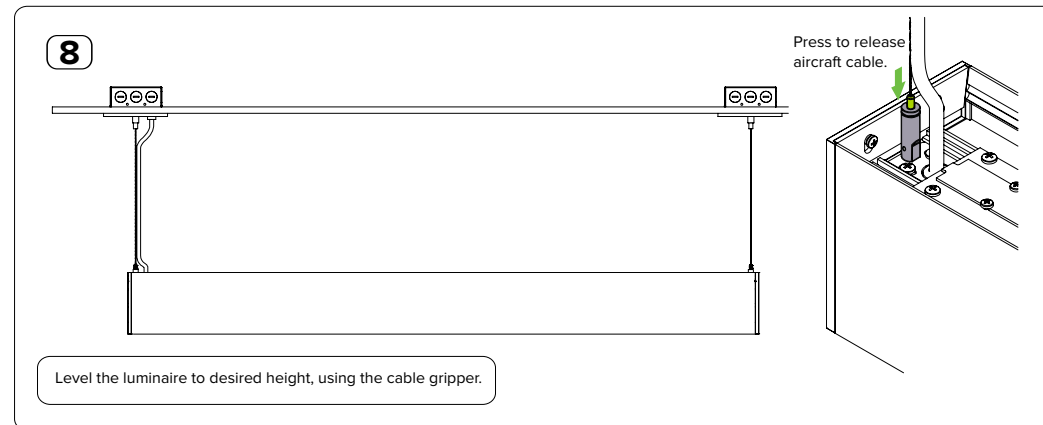 8
Press to release
aircraft cable.
Level the luminaire to desired height, using the cable gripper.